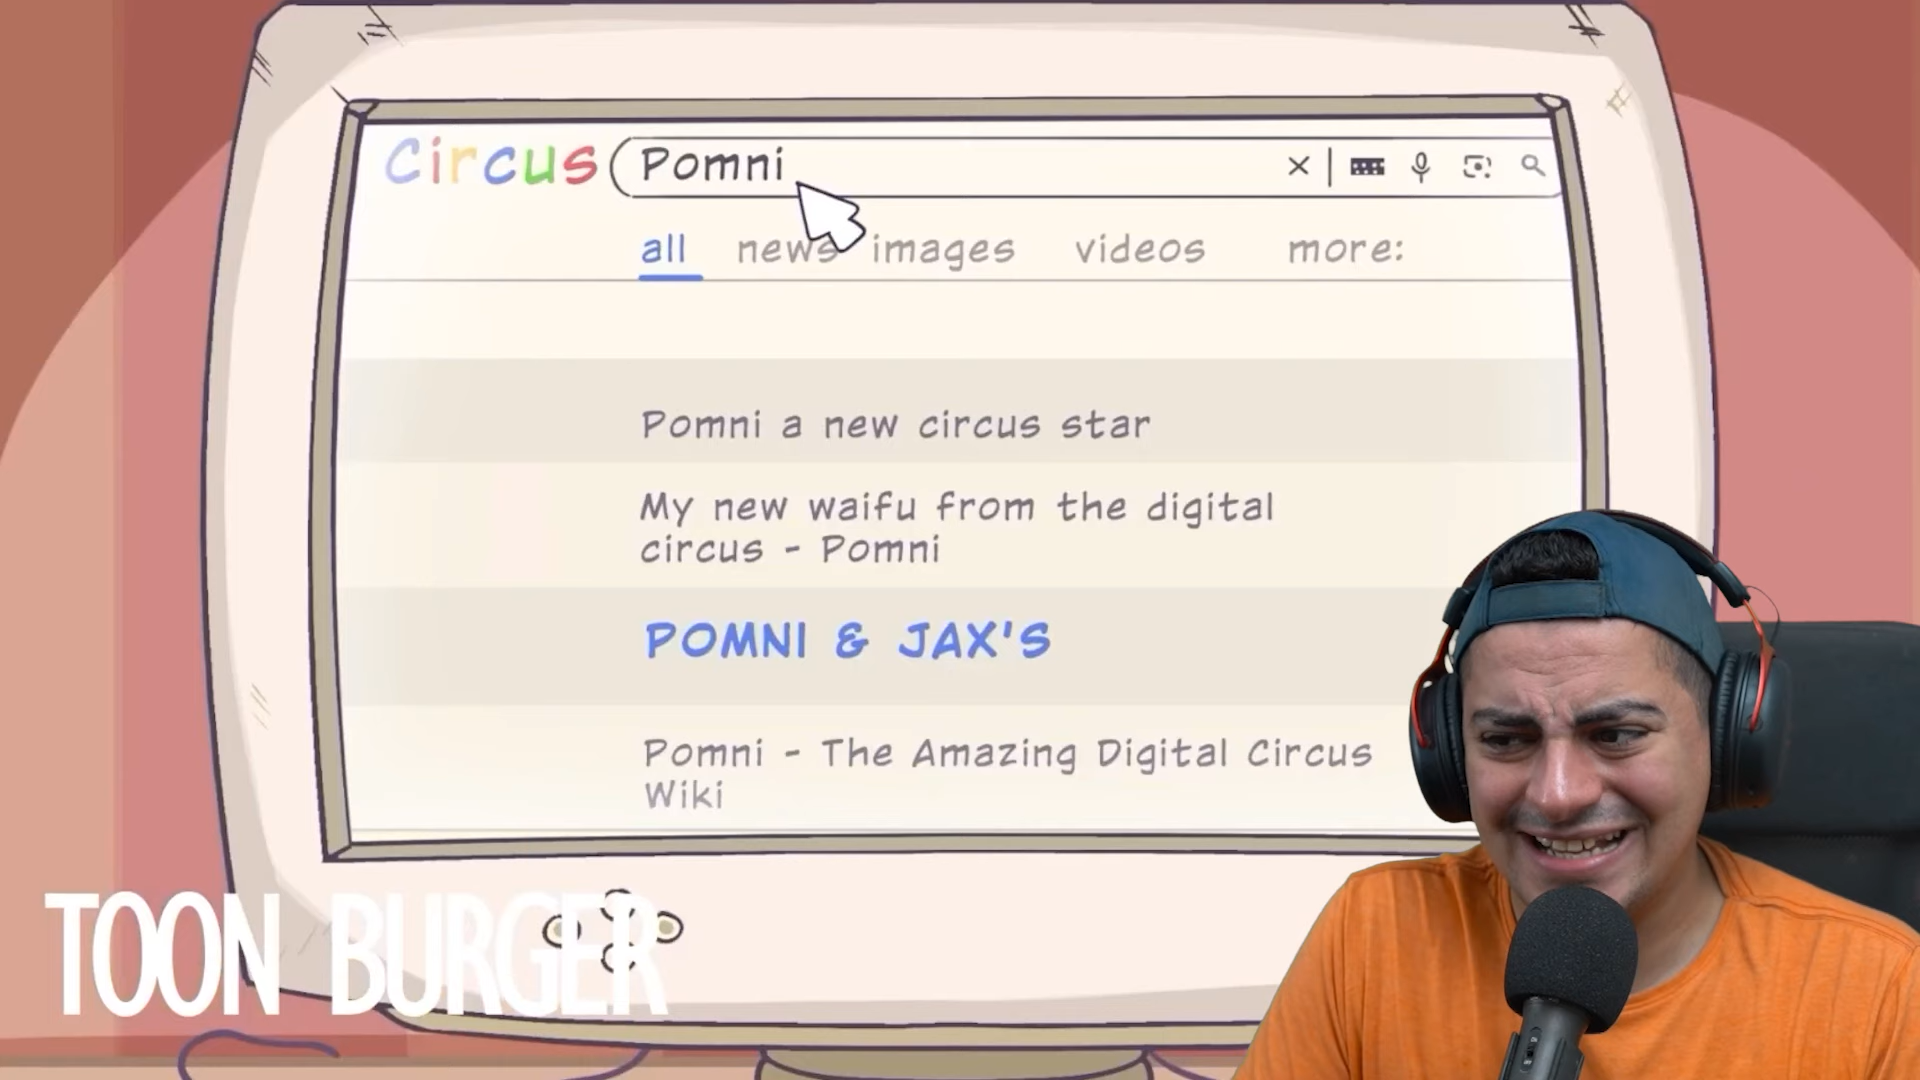 Circus Pomni
all news images videos more:
Pomni a new circus star
My new waifu from the digital
circus - Pomni
POMNI & JAX'S
Pomni - The Amazing Digital Circus
Wiki
TOON BURGER